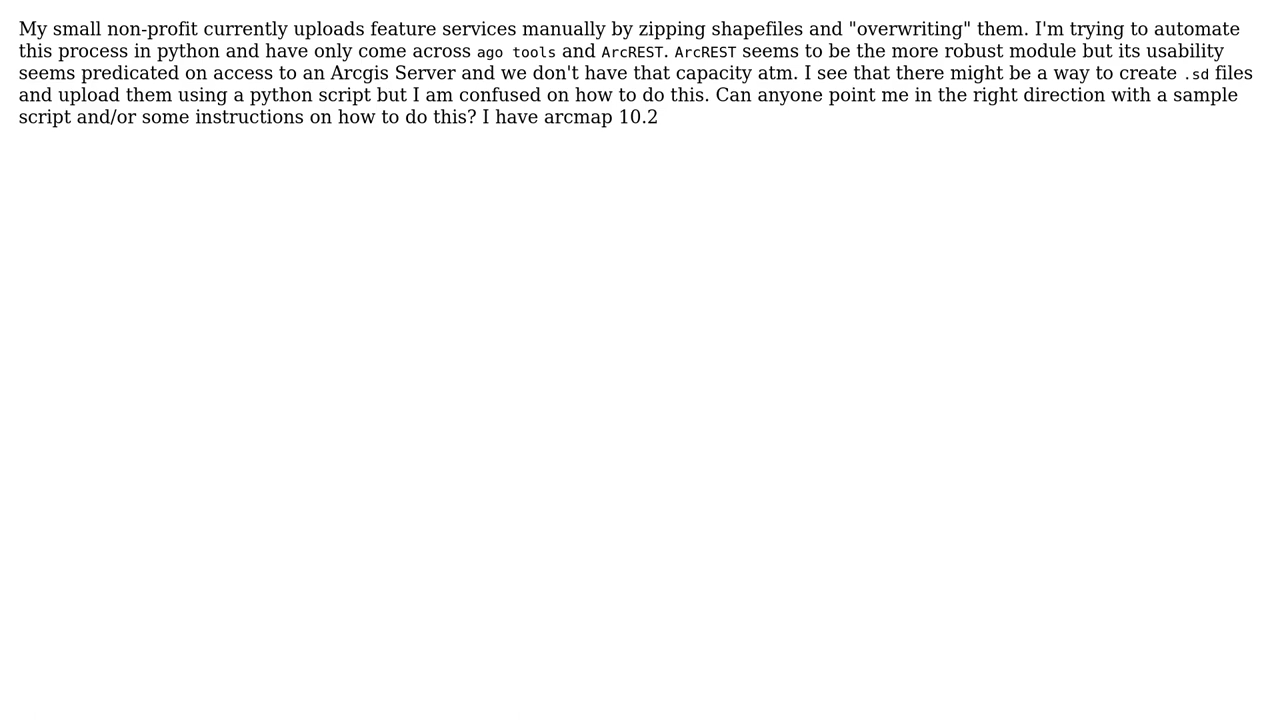 My small non-profit currently uploads feature services manually by zipping shapefiles and "overwriting" them. I'm trying to automate
this process in python and have only come across ago tools and ArcREST. ArcREST seems to be the more robust module but its usability
seems predicated on access to an Arcgis Server and we don't have that capacity atm. I see that there might be a way to create .sd files
and upload them using a python script but I am confused on how to do this. Can anyone point me in the right direction with a sample
script and/or some instructions on how to do this? I have arcmap 10.2